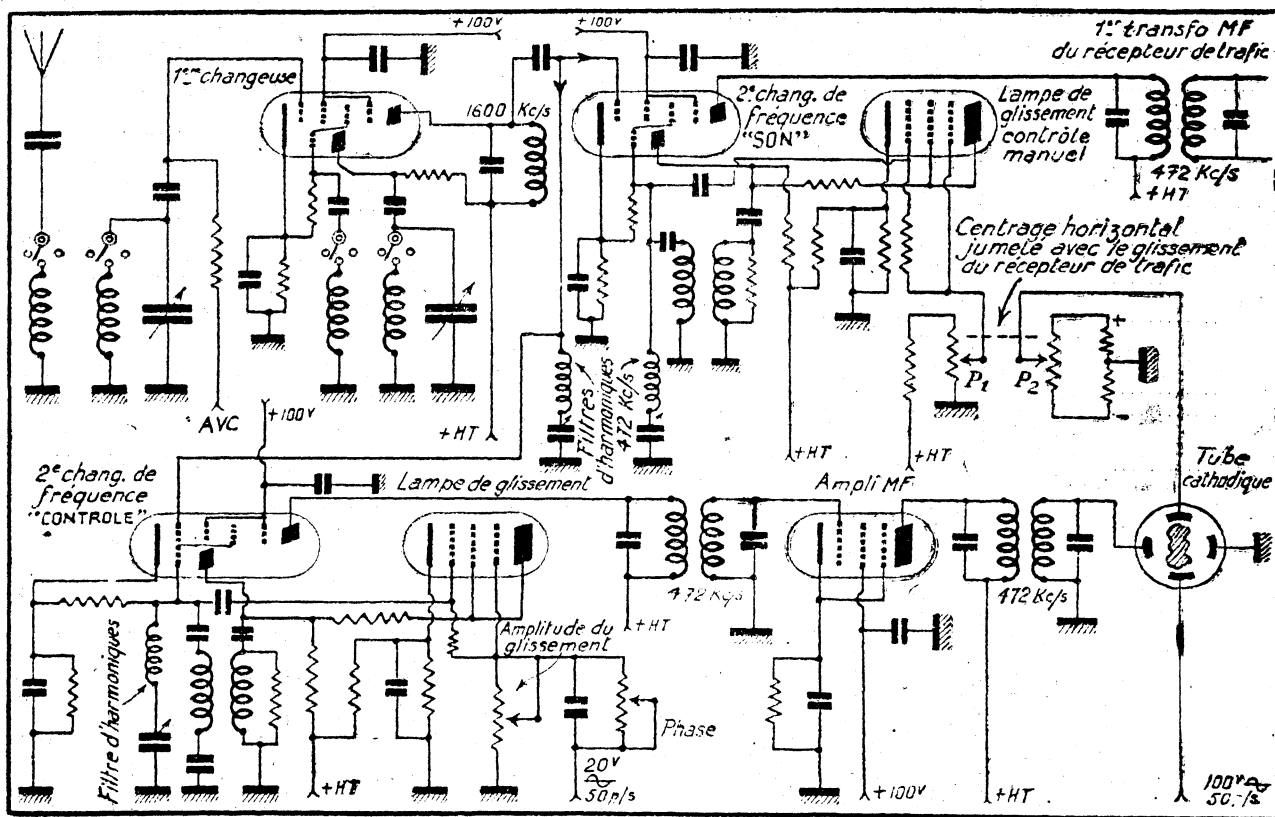 +100V
+100V
1ère changeuse
1600 Kc/s
2e chang. de
fréquence
"SON"
Lampe de
glissement
contrôle
manuel
1er transfo MF
du récepteur de trafic
472 Kc/s
+HT
Centrage horizontal
jumelé avec le glissement
du récepteur de trafic
P1
P2
+
-
AVC
+100V
+HT
Filtres
d'harmoniques
472 Kc/s
+HT
+HT
Tube
cathodique
2e chang. de
fréquence
"CONTROLE"
Lampe de glissement
Ampli MF
472 Kc/s
472 Kc/s
+HT
Amplitude du
glissement
Filtre d'harmoniques
Phase
+HT
20V
50p/s
+100V
+HT
100V
50p/s